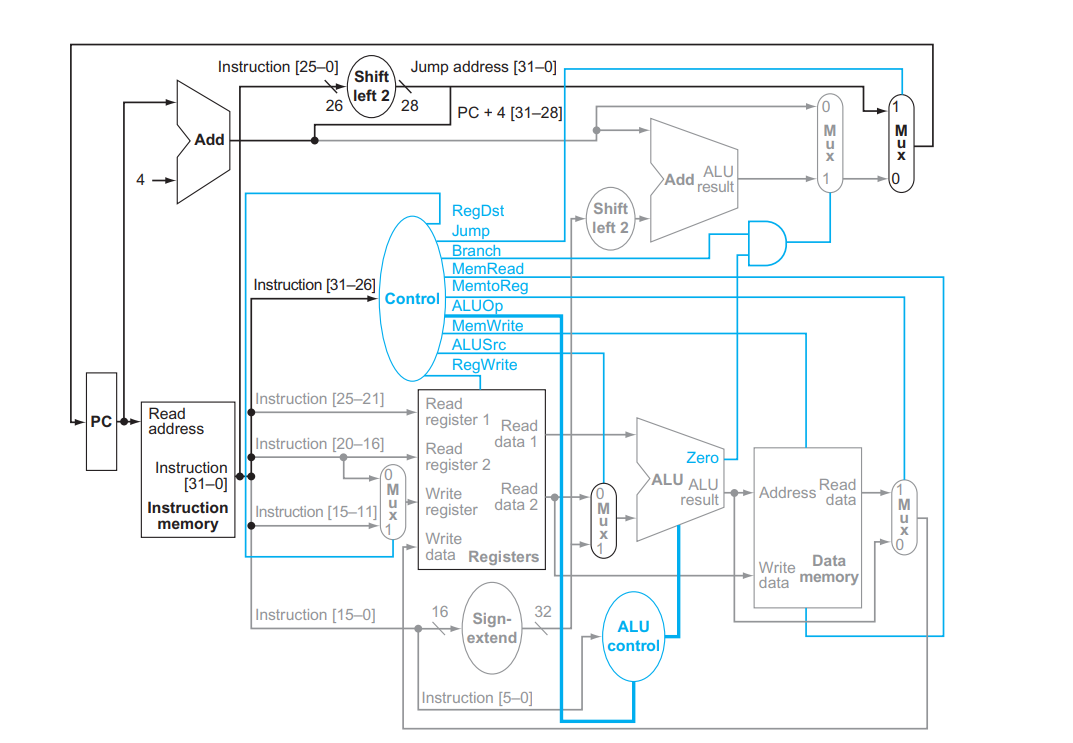 Instruction [25–0]
Shift
left 2
Jump address [31–0]
26
28
PC + 4 [31–28]
Add
4
0
M
u
x
1
1
M
u
x
0
Add
ALU
result
Shift
left 2
RegDst
Jump
Branch
MemRead
MemtoReg
ALUOp
MemWrite
ALUSrc
RegWrite
Instruction [31–26]
Control
PC
Read
address
Instruction
[31–0]
Instruction
memory
Instruction [25–21]
Instruction [20–16]
Instruction [15–11]
0
M
u
x
1
Read
register 1
Read
register 2
Write
register
Write
data
Read
data 1
Read
data 2
Registers
0
M
u
x
1
Zero
ALU
ALU
result
Address
Read
data
Write
data
Data
memory
1
M
u
x
0
Instruction [15–0]
16
Sign-
extend
32
ALU
control
Instruction [5–0]